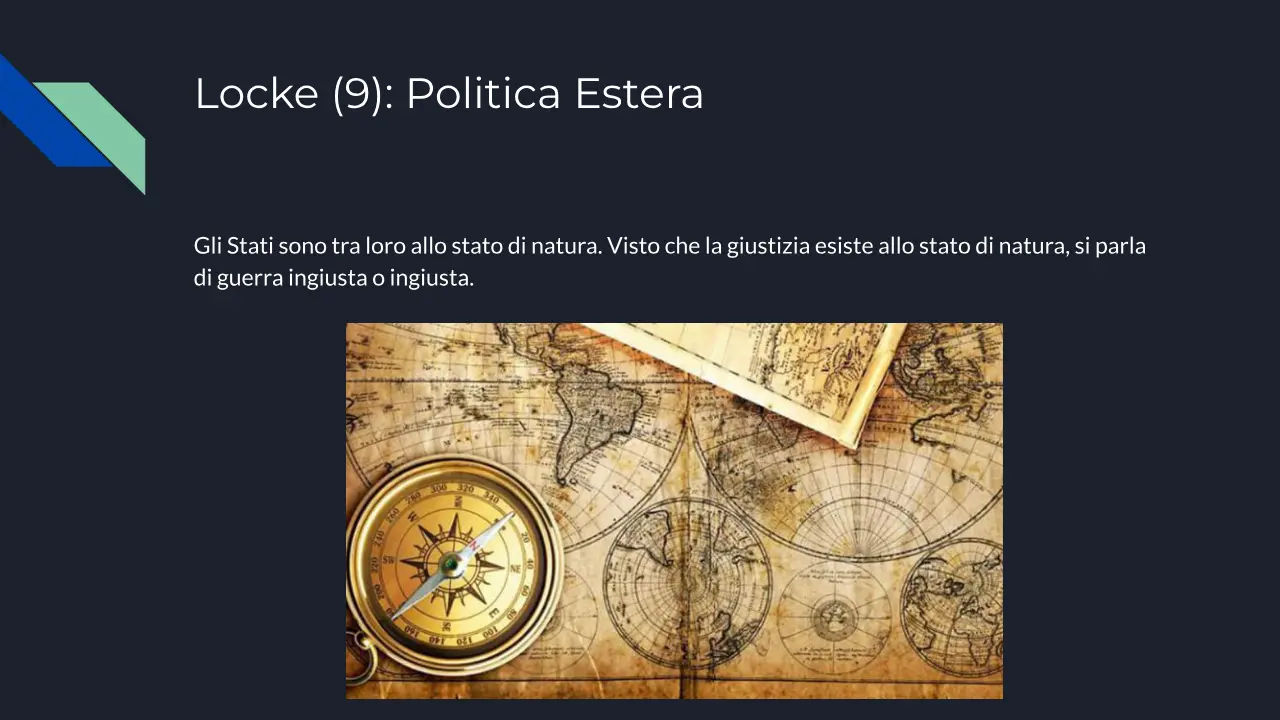 Locke (9): Politica Estera
Gli Stati sono tra loro allo stato di natura. Visto che la giustizia esiste allo stato di natura, si parla
di guerra ingiusta o ingiusta.